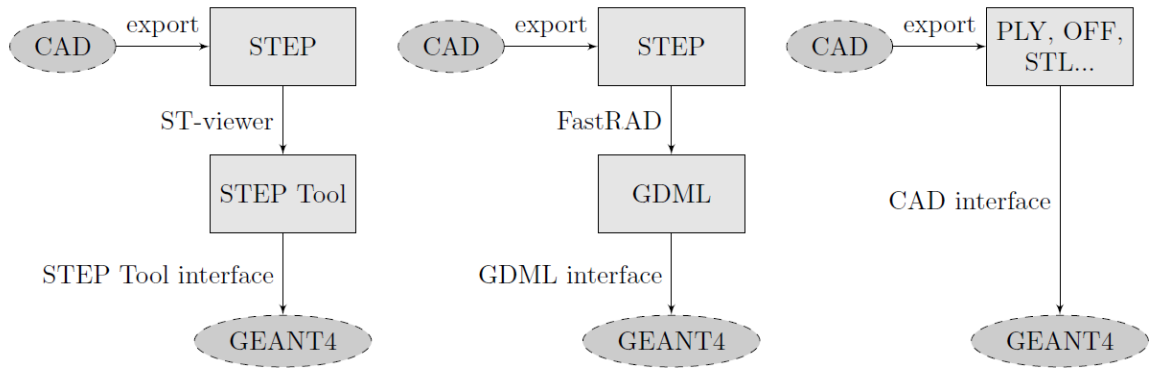 CAD
export
STEP
ST-viewer
STEP Tool
STEP Tool interface
GEANT4
CAD
export
STEP
FastRAD
GDML
GDML interface
GEANT4
CAD
export
PLY, OFF,
STL...
CAD interface
GEANT4